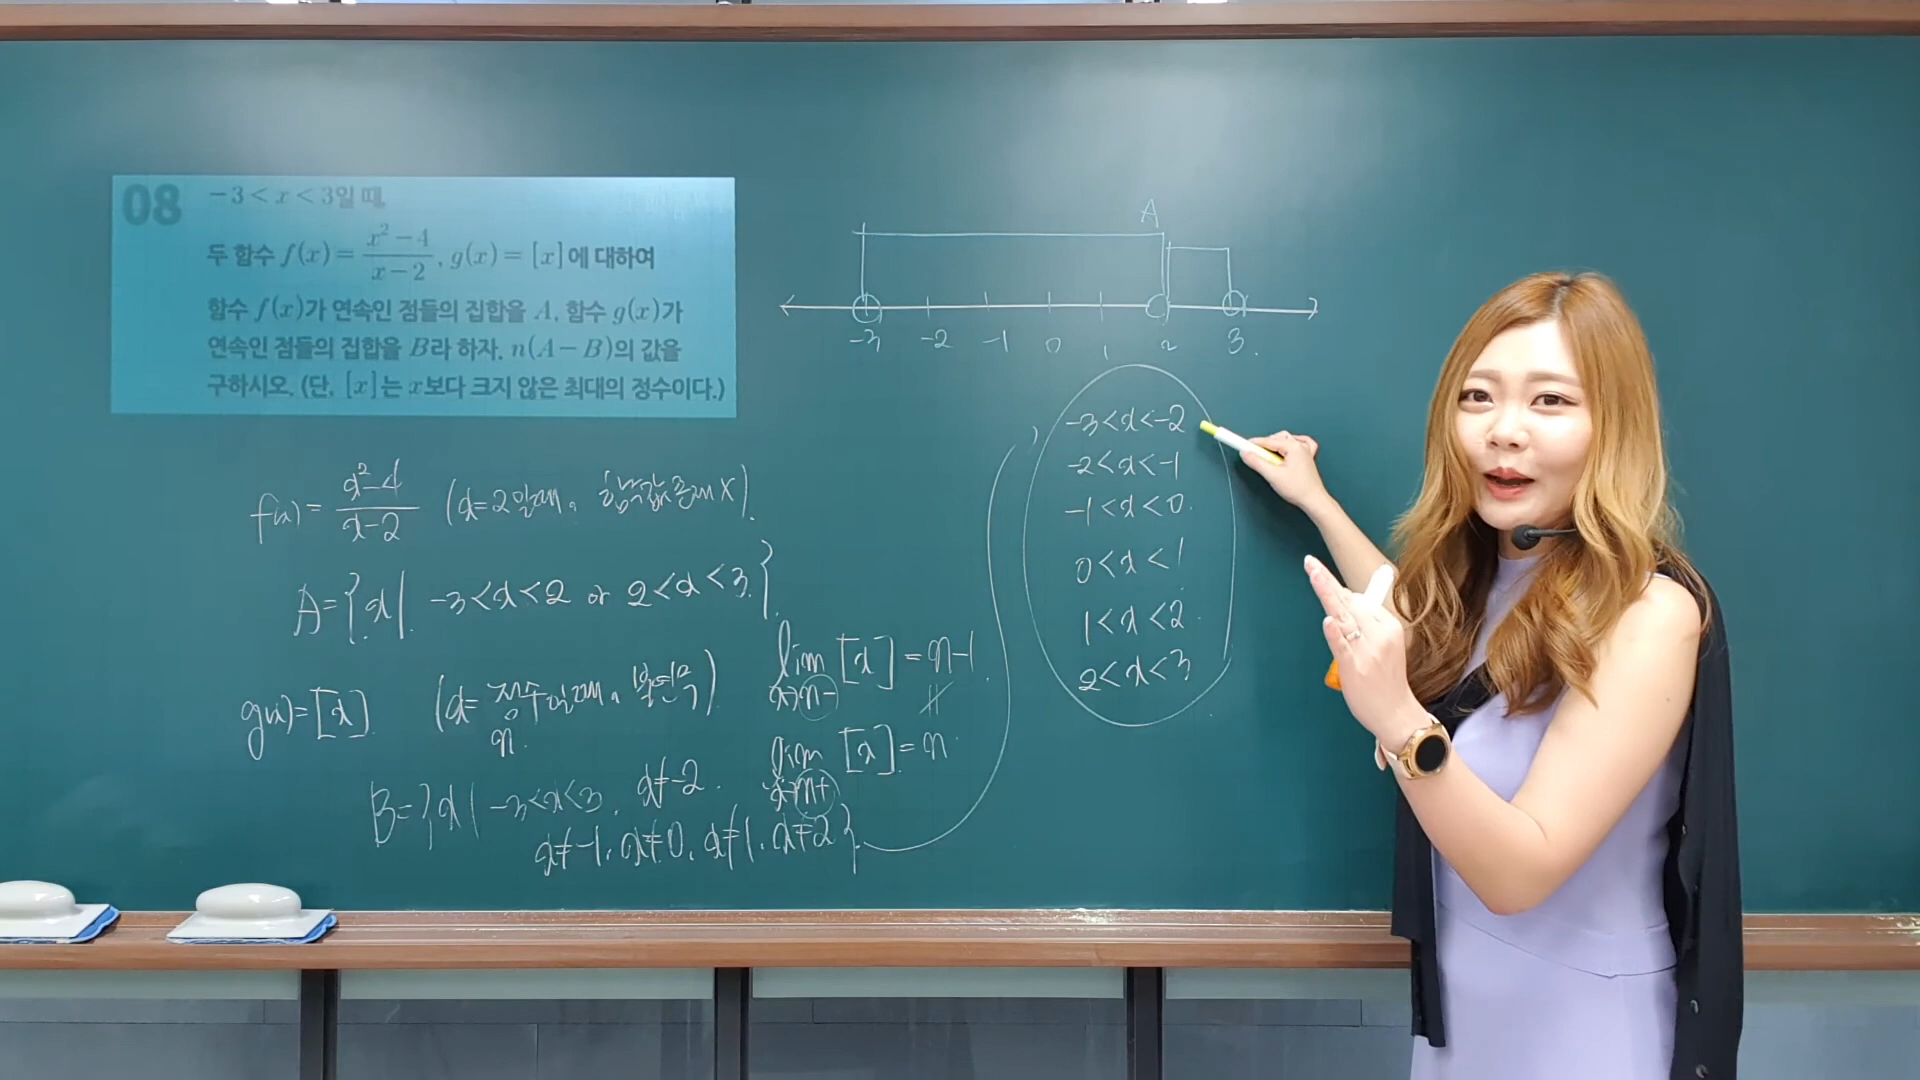 08 -3 < x < 3일 때,
두 함수 f(x) = \frac{x^2-4}{x-2}, g(x) = [x]에 대하여
함수 f(x)가 연속인 점들의 집합을 A, 함수 g(x)가
연속인 점들의 집합을 B라 하자. n(A-B)의 값을
구하시오. (단, [x]는 x보다 크지 않은 최대의 정수이다.)
f(x) = \frac{x^2-4}{x-2} (x=2일때, 함숫값존재X).
A={x| -3<x<2 or 2<x<3}.
g(x)=[x] (x=정수일때, 불연속)
n.
B={x| -3<x<3, x≠-2.
x≠-1, x≠0, x≠1, x≠2}.
lim [x] = n-1
x→n-
lim [x] = n
x→n+
A
-3 -2 -1 0 1 2 3.
-3<x<-2
-2<x<-1
-1<x<0.
0<x<1
1<x<2.
2<x<3